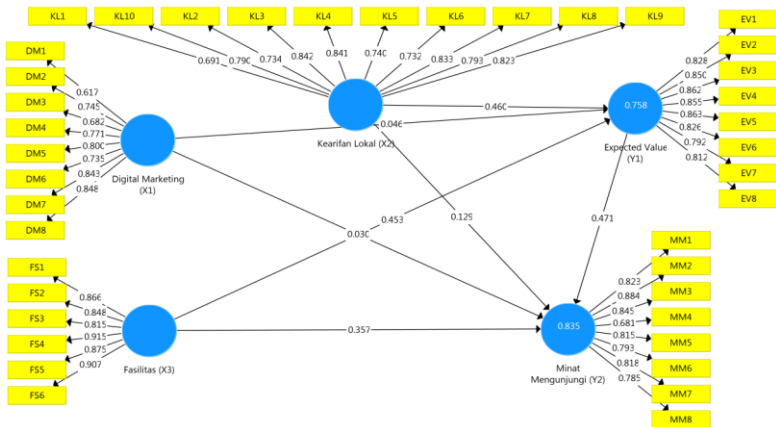 KL1 KL10 KL2 KL3 KL4 KL5 KL6 KL7 KL8 KL9
0.691 0.790 0.734 0.842 0.841 0.740 0.732 0.833 0.793 0.823
DM1
DM2
DM3
DM4
DM5
DM6
DM7
DM8
0.617
0.745
0.682
0.771
0.800
0.735
0.843
0.848
Digital Marketing
(X1)
Kearifan Lokal (X2)
0.460
0.046
0.453
0.030
0.129
0.471
0.357
0.758
Expected Value
(Y1)
EV1
EV2
EV3
EV4
EV5
EV6
EV7
EV8
0.828
0.850
0.862
0.855
0.863
0.826
0.792
0.812
FS1
FS2
FS3
FS4
FS5
FS6
0.866
0.848
0.815
0.915
0.875
0.907
Fasilitas (X3)
0.835
Minat
Mengunjungi (Y2)
MM1
MM2
MM3
MM4
MM5
MM6
MM7
MM8
0.823
0.884
0.845
0.681
0.815
0.793
0.818
0.785